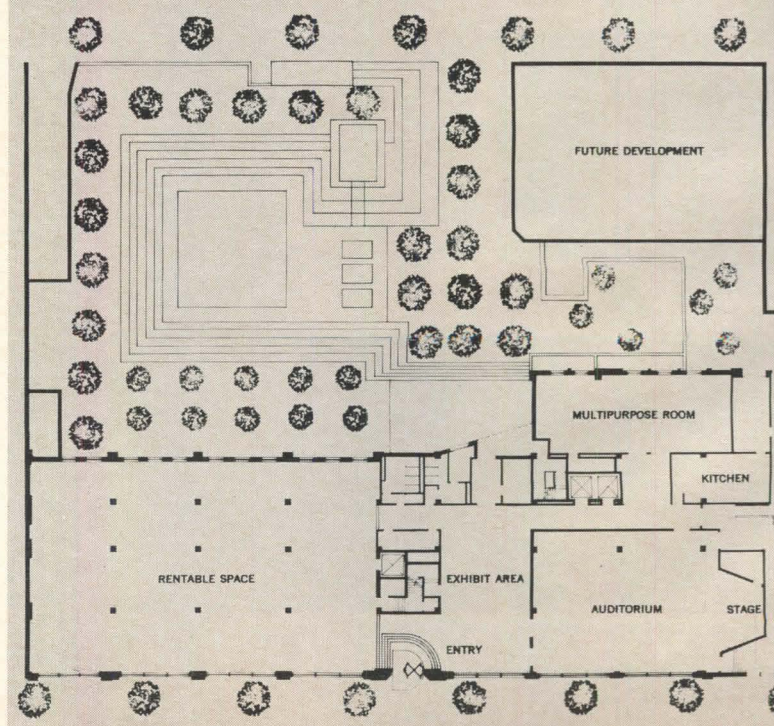 FUTURE DEVELOPMENT
MULTIPURPOSE ROOM
KITCHEN
RENTABLE SPACE
EXHIBIT AREA
AUDITORIUM
STAGE
ENTRY